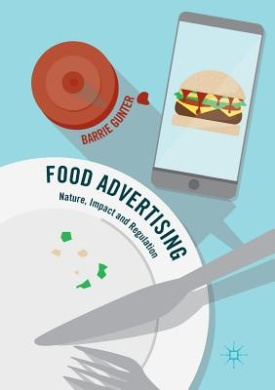 BARRIE GUNTER
FOOD ADVERTISING
Nature, Impact and Regulation